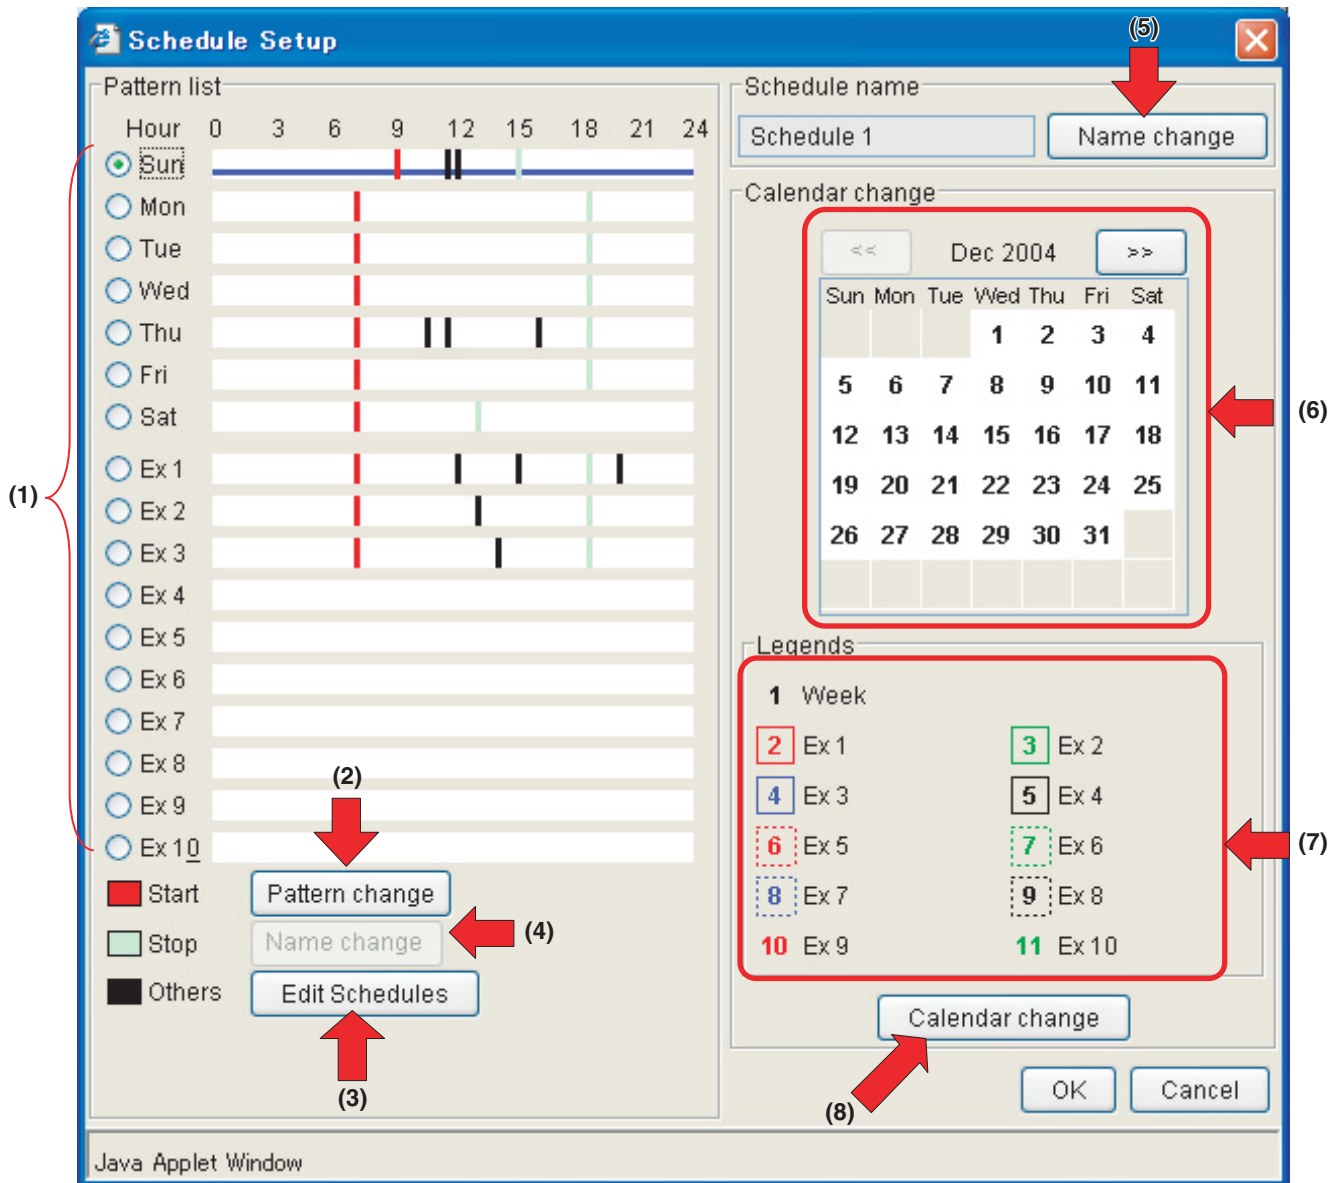 Schedule Setup
(5)
Pattern list
Hour 0 3 6 9 12 15 18 21 24
Sun
Mon
Tue
Wed
Thu
Fri
Sat
Ex 1
Ex 2
Ex 3
Ex 4
Ex 5
Ex 6
Ex 7
Ex 8
Ex 9
Ex 10
(1)
(2)
Start
Pattern change
Stop
Name change
(4)
Others
Edit Schedules
(3)
Schedule name
Schedule 1
Name change
Calendar change
<< Dec 2004 >>
Sun Mon Tue Wed Thu Fri Sat
1 2 3 4
5 6 7 8 9 10 11
12 13 14 15 16 17 18
19 20 21 22 23 24 25
26 27 28 29 30 31
(6)
Legends
1 Week
2 Ex 1 3 Ex 2
4 Ex 3 5 Ex 4
6 Ex 5 7 Ex 6
8 Ex 7 9 Ex 8
10 Ex 9 11 Ex 10
(7)
Calendar change
(8)
OK Cancel
Java Applet Window